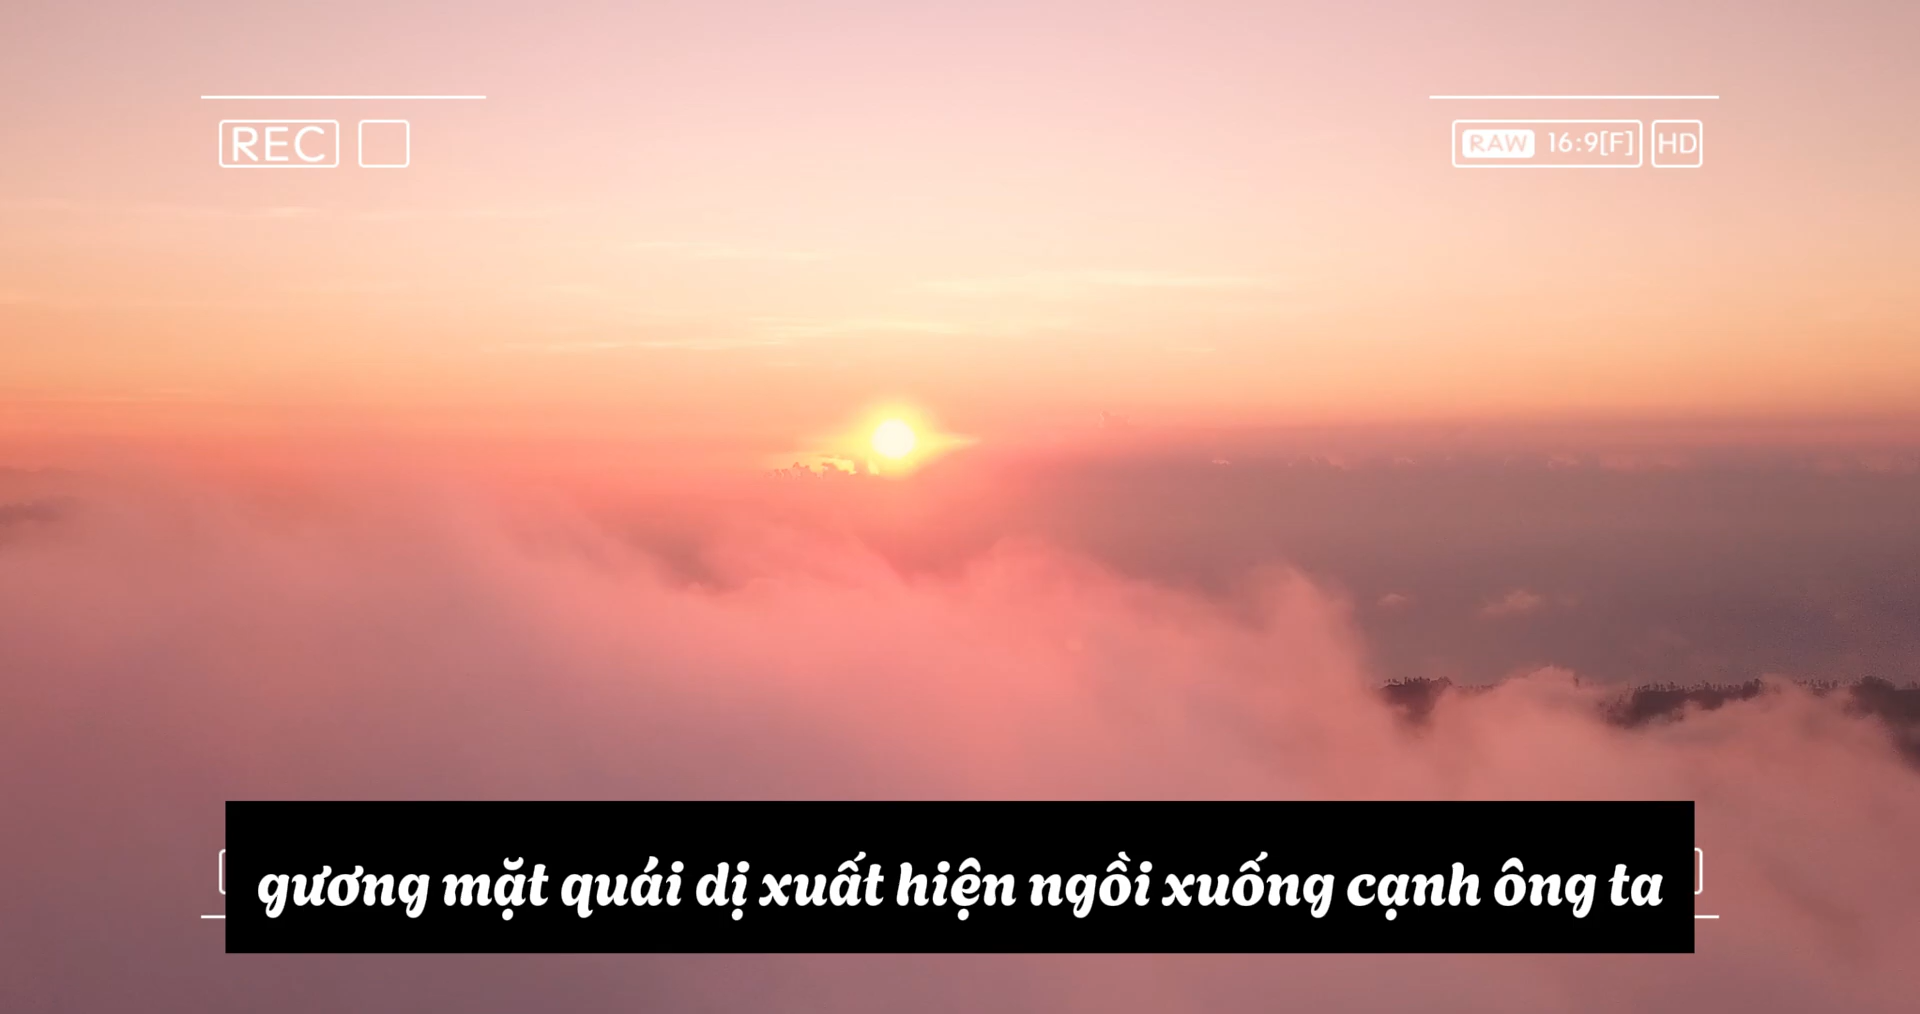 REC
RAW 16:9[F] HD
gương mặt quái dị xuất hiện ngồi xuống cạnh ông ta